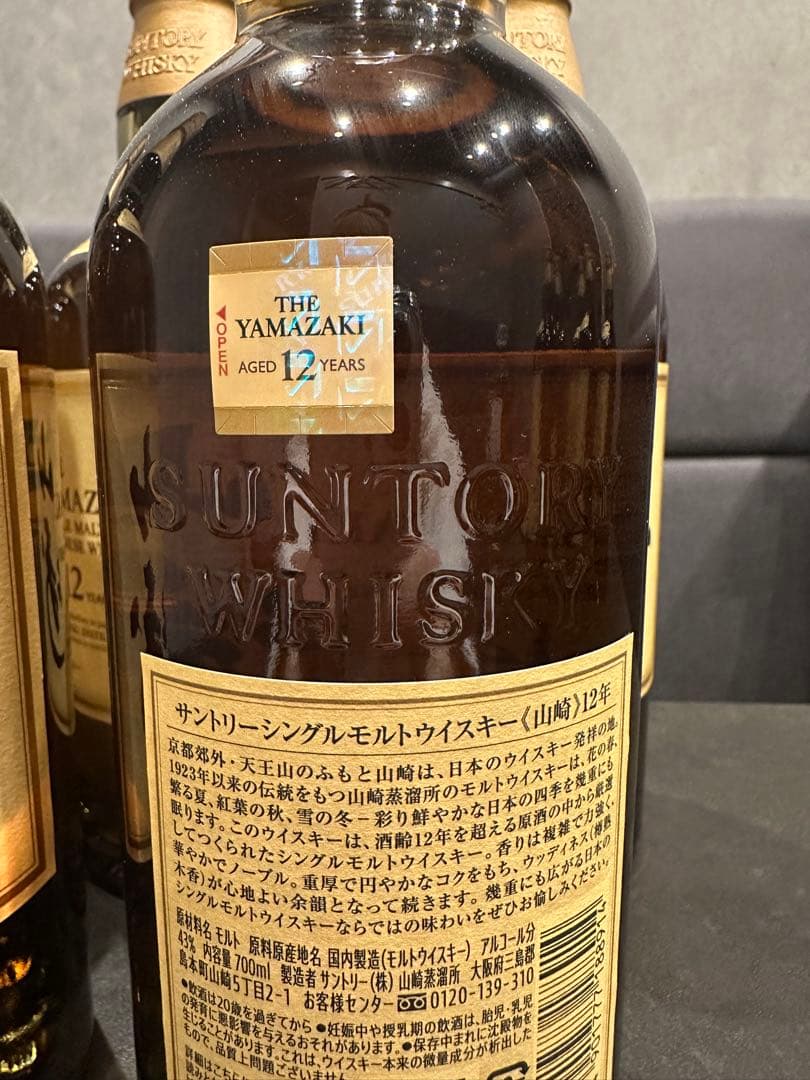 SUNTORY
WHISKY
THE
YAMAZAKI
AGED 12 YEARS
OPEN
SUNTORY
WHISKY
サントリーシングルモルトウイスキー《山崎》12年
京都郊外・天王山のふもと山崎は、日本のウイスキー発祥の地。
1923年以来の伝統をもつ山崎蒸溜所のモルトウイスキーは、花の春、
繁る夏、紅葉の秋、雪の冬−彩り鮮やかな日本の四季を幾重にも
眠ります。このウイスキーは、酒齢12年を超える原酒の中から厳選
してつくられたシングルモルトウイスキー。香りは複雑で力強く、
華やかでノーブル。重厚で円やかなコクをもち、ウッディネス(樽熟
木香)が心地よい余韻となって続きます。幾重にも広がる日本の
シングルモルトウイスキーならではの味わいをぜひお愉しみください。
原材料名 モルト 原料原産地名 国内製造(モルトウイスキー) アルコール分
43% 内容量 700ml 製造者 サントリー(株) 山崎蒸溜所 大阪府三島郡
島本町山崎5丁目2-1 お客様センター 0120-139-310
●飲酒は20歳を過ぎてから ●妊娠中や授乳期の飲酒は、胎児・乳児
の発育に悪影響を与えるおそれがあります。●保存中まれに沈殿物を
生じることがあります。これは、ウイスキー本来の微量成分が析出した
もので、品質上問題ございません。
詳細はこちら